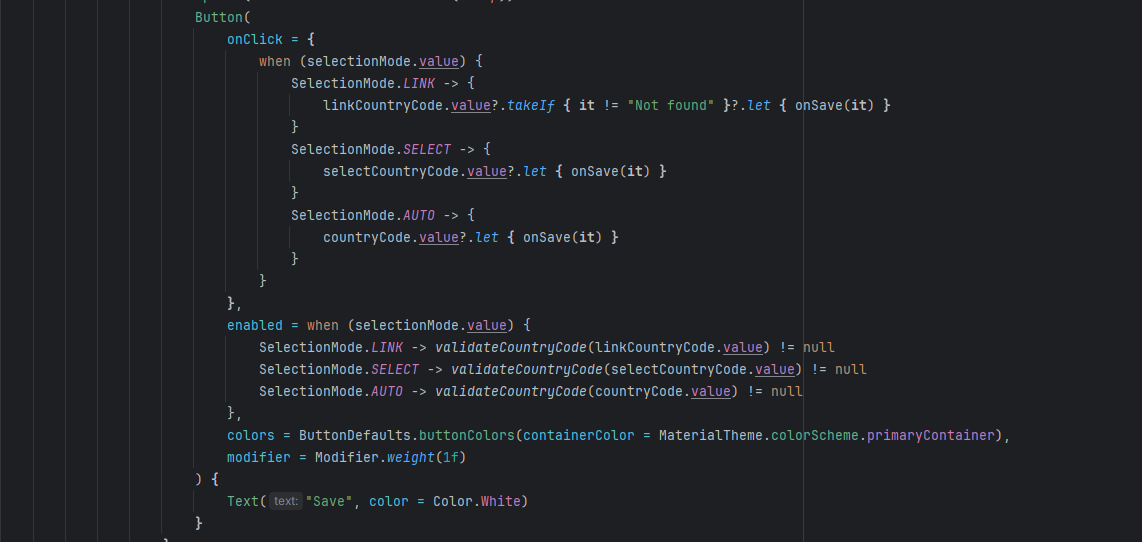 Button(
onClick = {
when (selectionMode.value) {
SelectionMode.LINK -> {
linkCountryCode.value?.takeIf { it != "Not found" }?.let { onSave(it) }
}
SelectionMode.SELECT -> {
selectCountryCode.value?.let { onSave(it) }
}
SelectionMode.AUTO -> {
countryCode.value?.let { onSave(it) }
}
}
},
enabled = when (selectionMode.value) {
SelectionMode.LINK -> validateCountryCode(linkCountryCode.value) != null
SelectionMode.SELECT -> validateCountryCode(selectCountryCode.value) != null
SelectionMode.AUTO -> validateCountryCode(countryCode.value) != null
},
colors = ButtonDefaults.buttonColors(containerColor = MaterialTheme.colorScheme.primaryContainer),
modifier = Modifier.weight(1f)
) {
Text( text: "Save", color = Color.White)
}